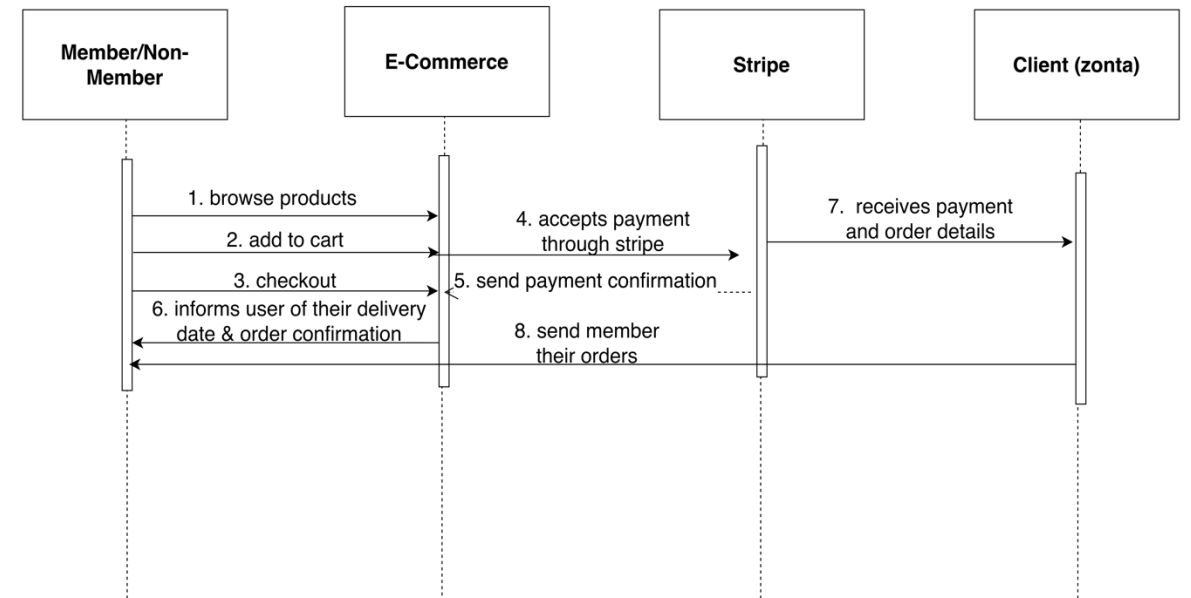 Member/Non-
Member
E-Commerce
Stripe
Client (zonta)
1. browse products
2. add to cart
3. checkout
4. accepts payment
through stripe
5. send payment confirmation
6. informs user of their delivery
date & order confirmation
7. receives payment
and order details
8. send member
their orders